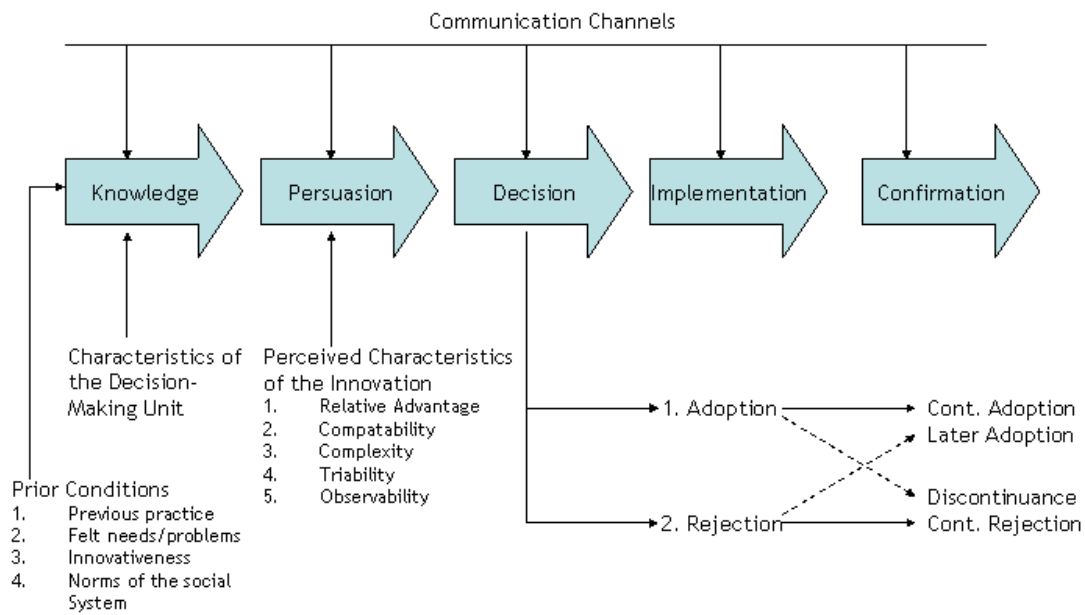 Communication Channels
Knowledge
Persuasion
Decision
Implementation
Confirmation
Characteristics of
the Decision-
Making Unit
Perceived Characteristics
of the Innovation
1. Relative Advantage
2. Compatability
3. Complexity
4. Triability
5. Observability
Prior Conditions
1. Previous practice
2. Felt needs/problems
3. Innovativeness
4. Norms of the social
System
1. Adoption
2. Rejection
Cont. Adoption
Later Adoption
Discontinuance
Cont. Rejection